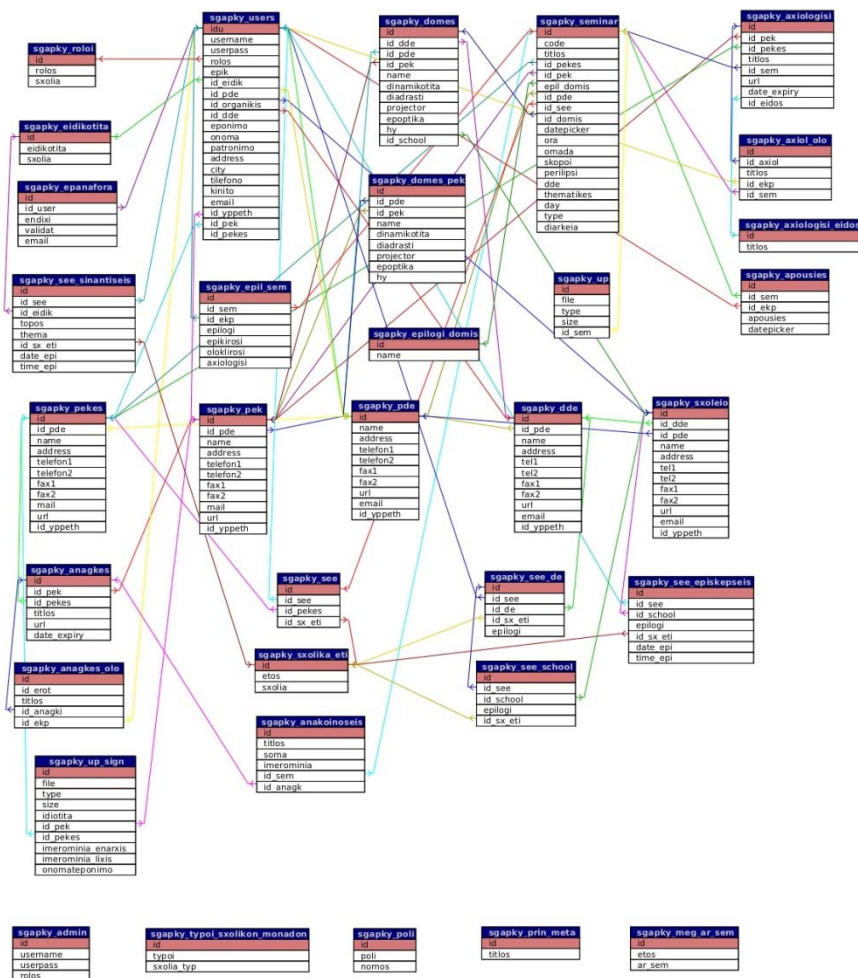 sgapky_users
idu
username
userpass
rolos
epik
id_eidik
id_pde
id_organikis
id_dde
eponimo
onoma
patronimo
address
city
tilefono
kinito
email
id_yppeth
id_pek
id_pekes
sgapky_domes
id
id_dde
id_pde
id_pek
name
dinamikotita
diadrasti
projector
epoptika
hy
id_school
sgapky_seminar
id
code
titlos
id_pekes
id_pek
epil_domis
id_pde
id_see
id_domis
datepicker
ora
omada
skopoi
perilipsi
dde
thematikes
day
type
diarkeia
sgapky_axiologisi
id
id_pek
id_pekes
titlos
id_sem
url
date_expiry
id_eidos
sgapky_roloi
id
rolos
sxolia
sgapky_eidikotita
id
eidikotita
sxolia
sgapky_axiol_olo
id
id_axiol
titlos
id_ekp
id_sem
sgapky_epanafora
id
id_user
endixi
validat
email
sgapky_domes_pek
id
id_pde
id_pek
name
dinamikotita
diadrasti
projector
epoptika
hy
sgapky_axiologisi_eidos
id
titlos
sgapky_see_sinantiseis
id
id_see
id_eidik
topos
thema
id_sx_eti
date_epi
time_epi
sgapky_epil_sem
id
id_sem
id_ekp
epilogi
epikirosi
oloklirosi
axiologisi
sgapky_up
id
file
type
size
id_sem
sgapky_apousies
id
id_sem
id_ekp
apousies
datepicker
sgapky_epilogi_domis
id
name
sgapky_pekes
id
id_pde
name
address
telefon1
telefon2
fax1
fax2
mail
url
id_yppeth
sgapky_pek
id
id_pde
name
address
telefon1
telefon2
fax1
fax2
mail
url
id_yppeth
sgapky_pde
id
name
address
telefon1
telefon2
fax1
fax2
url
email
id_yppeth
sgapky_dde
id
id_pde
name
address
tel1
tel2
fax1
fax2
url
email
id_yppeth
sgapky_sxoleio
id
id_dde
id_pde
name
address
tel1
tel2
fax1
fax2
url
email
id_yppeth
sgapky_anagkes
id
id_pek
id_pekes
titlos
url
date_expiry
sgapky_see
id
id_see
id_pekes
id_sx_eti
sgapky_see_de
id
id_see
id_de
id_sx_eti
epilogi
sgapky_see_episkepseis
id
id_see
id_school
epilogi
id_sx_eti
date_epi
time_epi
sgapky_anagkes_olo
id
id_erot
titlos
id_anagki
id_ekp
sgapky_sxolika_eti
id
etos
sxolia
sgapky_see_school
id
id_see
id_school
epilogi
id_sx_eti
sgapky_anakoinoseis
id
titlos
soma
imerominia
id_sem
id_anagk
sgapky_up_sign
id
file
type
size
idiotita
id_pek
id_pekes
imerominia_enarxis
imerominia_lixis
onomateponimo
sgapky_admin
id
username
userpass
rolos
sgapky_typoi_sxolikon_monadon
id
typoi
sxolia_typ
sgapky_poli
id
poli
nomos
sgapky_prin_meta
id
titlos
sgapky_meg_ar_sem
id
etos
ar_sem